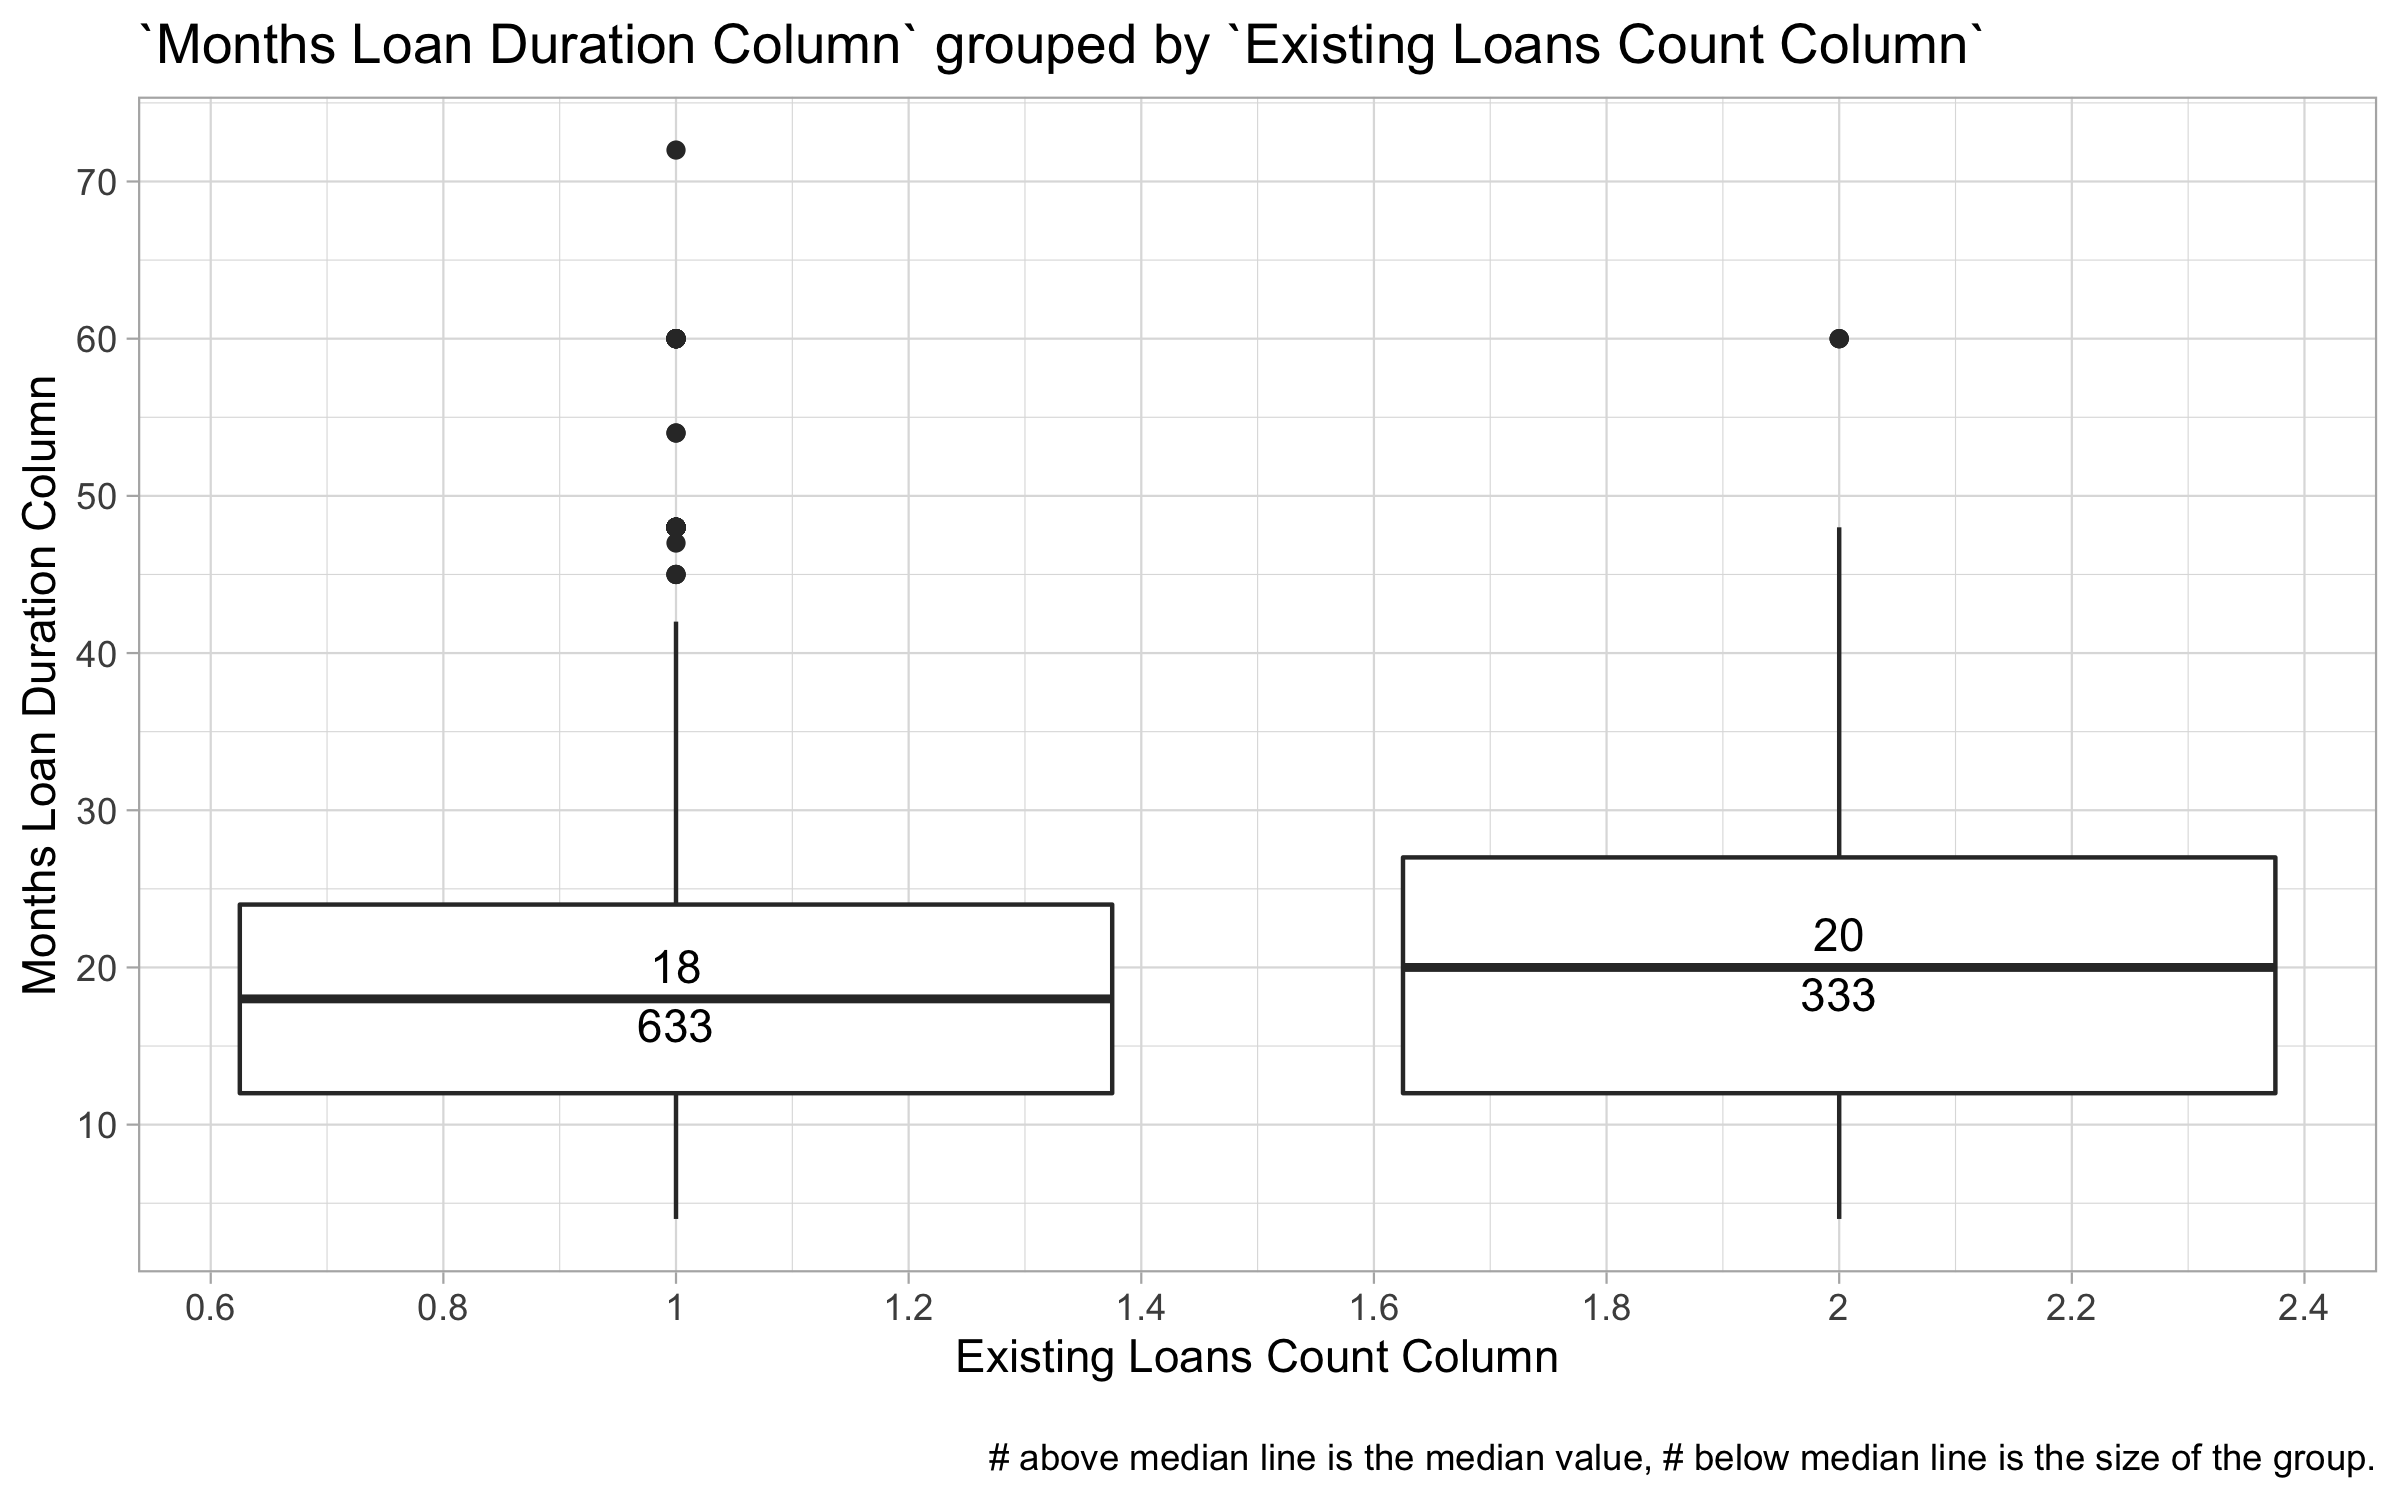 `Months Loan Duration Column` grouped by `Existing Loans Count Column`
Months Loan Duration Column
70
60
50
40
30
20
10
18
633
20
333
0.6 0.8 1 1.2 1.4 1.6 1.8 2 2.2 2.4
Existing Loans Count Column
# above median line is the median value, # below median line is the size of the group.